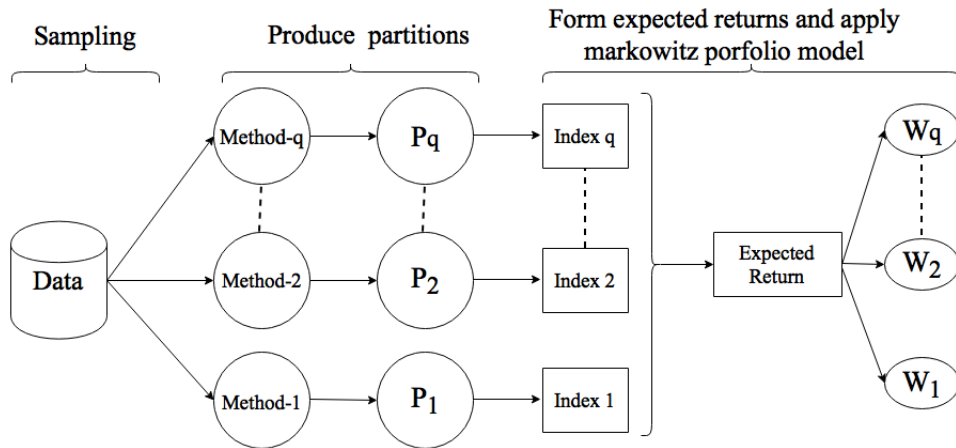 Sampling
Produce partitions
Form expected returns and apply
markowitz porfolio model
Method-q
Pq
Index q
Wq
Data
Method-2
P2
Index 2
Expected
Return
W2
Method-1
P1
Index 1
W1